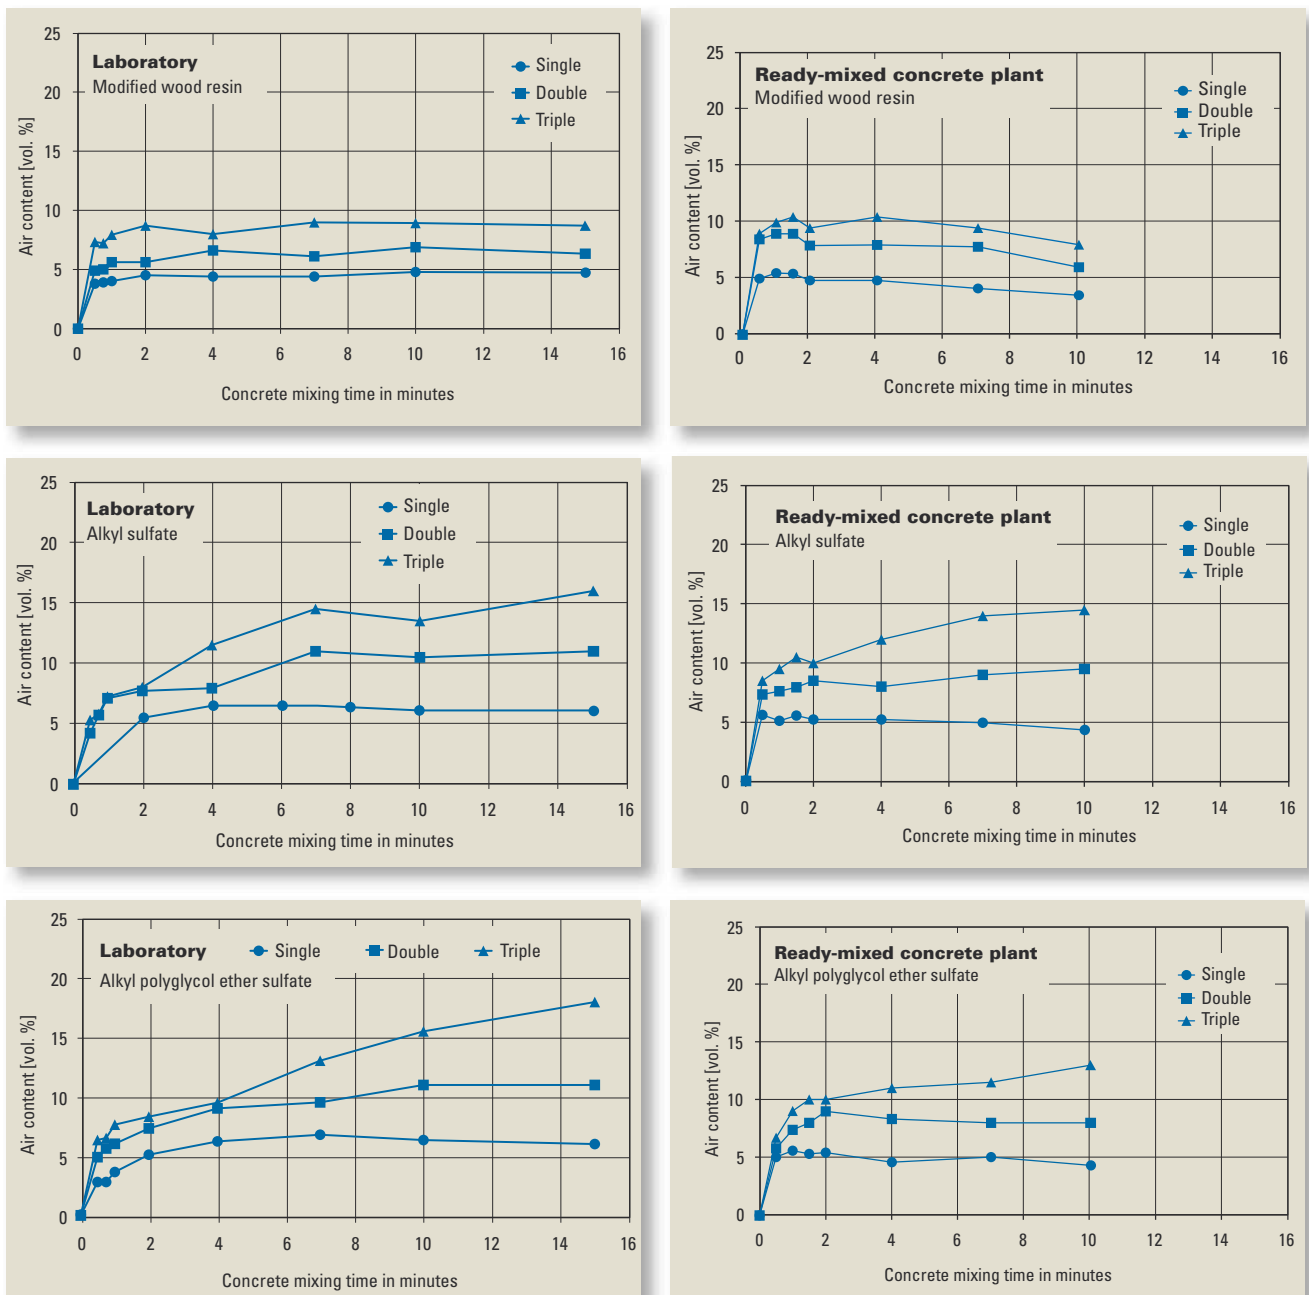 25
20
15
10
5
0
Air content [vol. %]
Laboratory
Modified wood resin
Single
Double
Triple
0 2 4 6 8 10 12 14 16
Concrete mixing time in minutes
25
20
15
10
5
0
Air content [vol. %]
Ready-mixed concrete plant
Modified wood resin
Single
Double
Triple
0 2 4 6 8 10 12 14 16
Concrete mixing time in minutes
25
20
15
10
5
0
Air content [vol. %]
Laboratory
Alkyl sulfate
Single
Double
Triple
0 2 4 6 8 10 12 14 16
Concrete mixing time in minutes
25
20
15
10
5
0
Air content [vol. %]
Ready-mixed concrete plant
Alkyl sulfate
Single
Double
Triple
0 2 4 6 8 10 12 14 16
Concrete mixing time in minutes
25
20
15
10
5
0
Air content [vol. %]
Laboratory Single Double Triple
Alkyl polyglycol ether sulfate
0 2 4 6 8 10 12 14 16
Concrete mixing time in minutes
25
20
15
10
5
0
Air content [vol. %]
Ready-mixed concrete plant
Alkyl polyglycol ether sulfate
Single
Double
Triple
0 2 4 6 8 10 12 14 16
Concrete mixing time in minutes